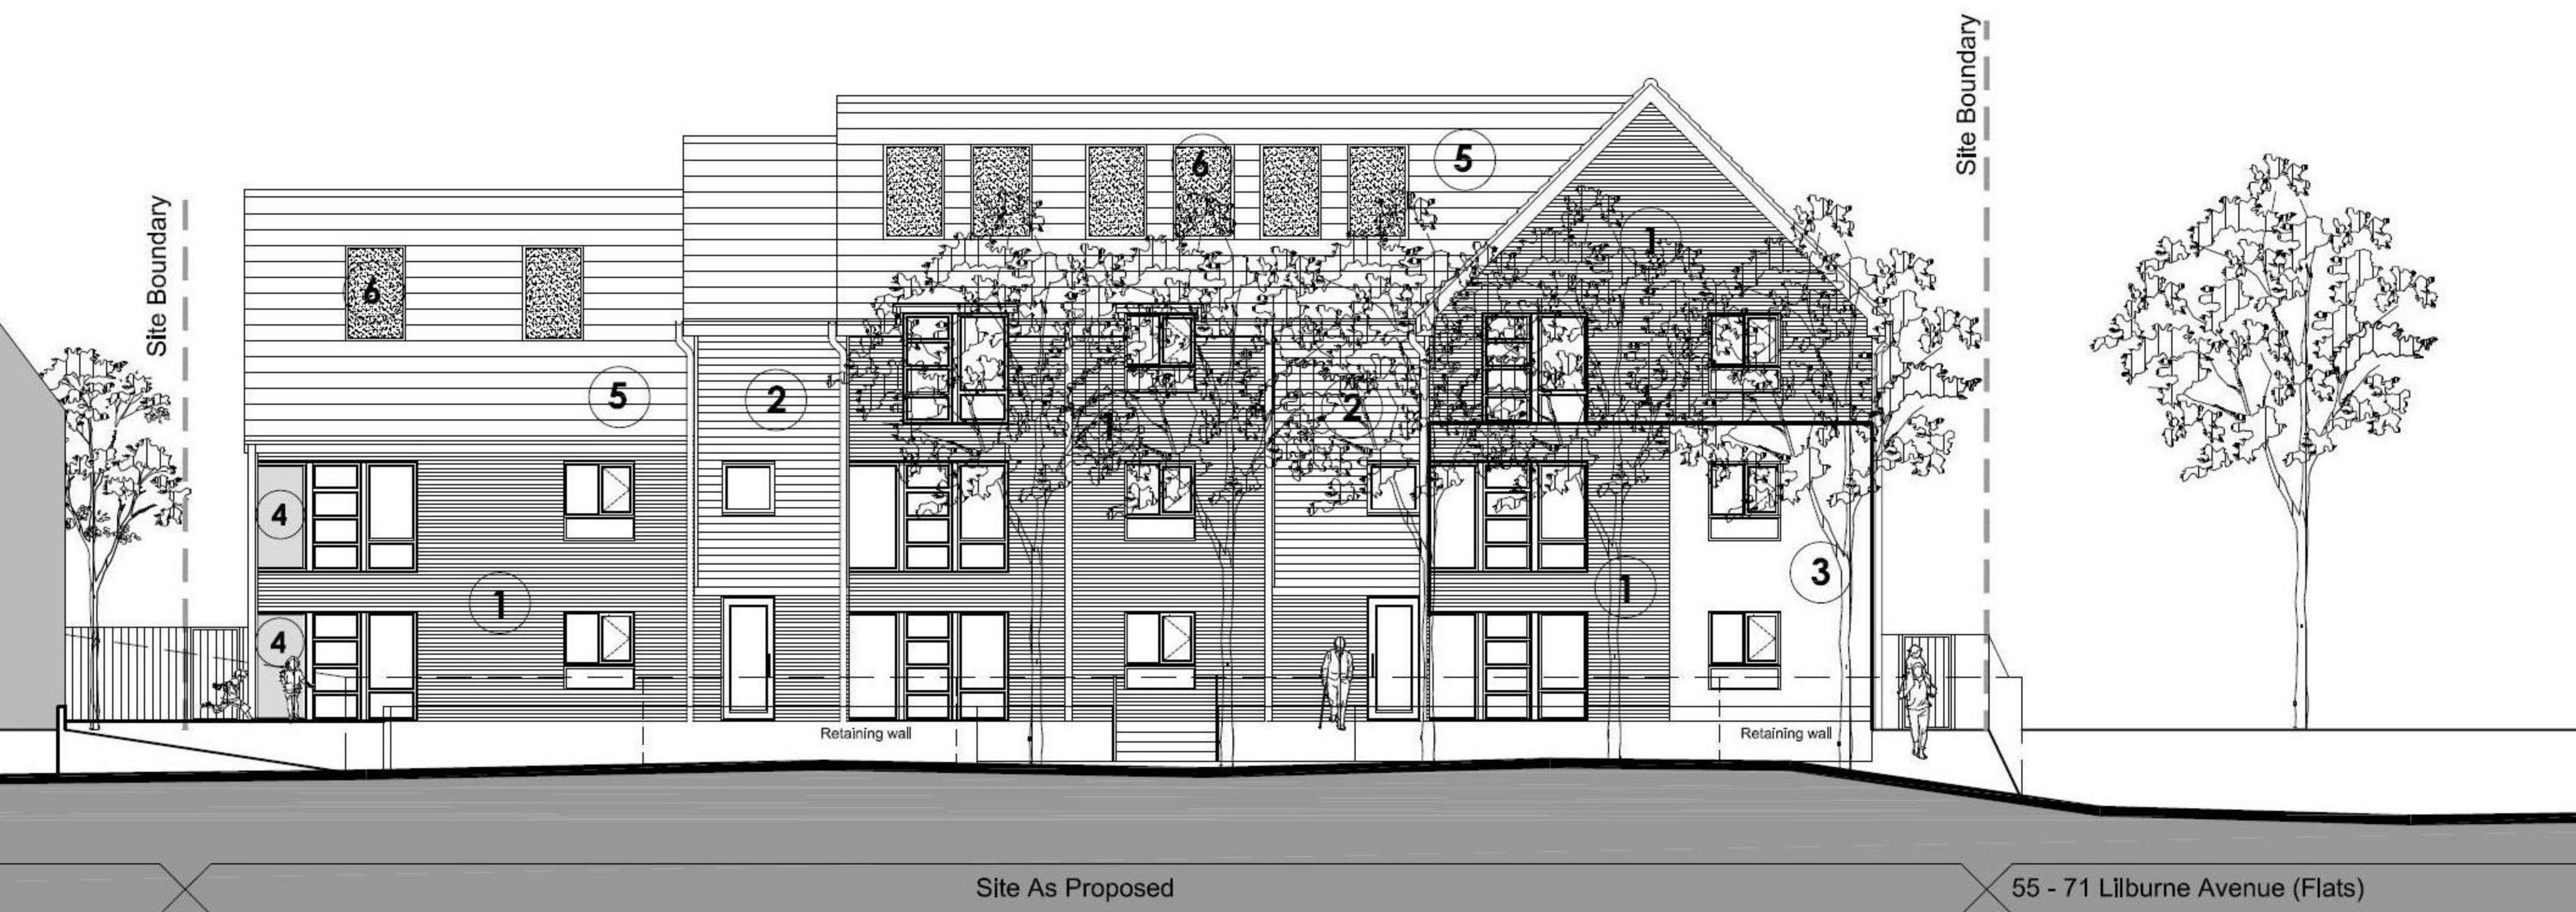 Site Boundary
Site Boundary
6
5
1
6
5
2
1
2
4
1
1
3
4
Retaining wall
Retaining wall
Site As Proposed
55 - 71 Lilburne Avenue (Flats)